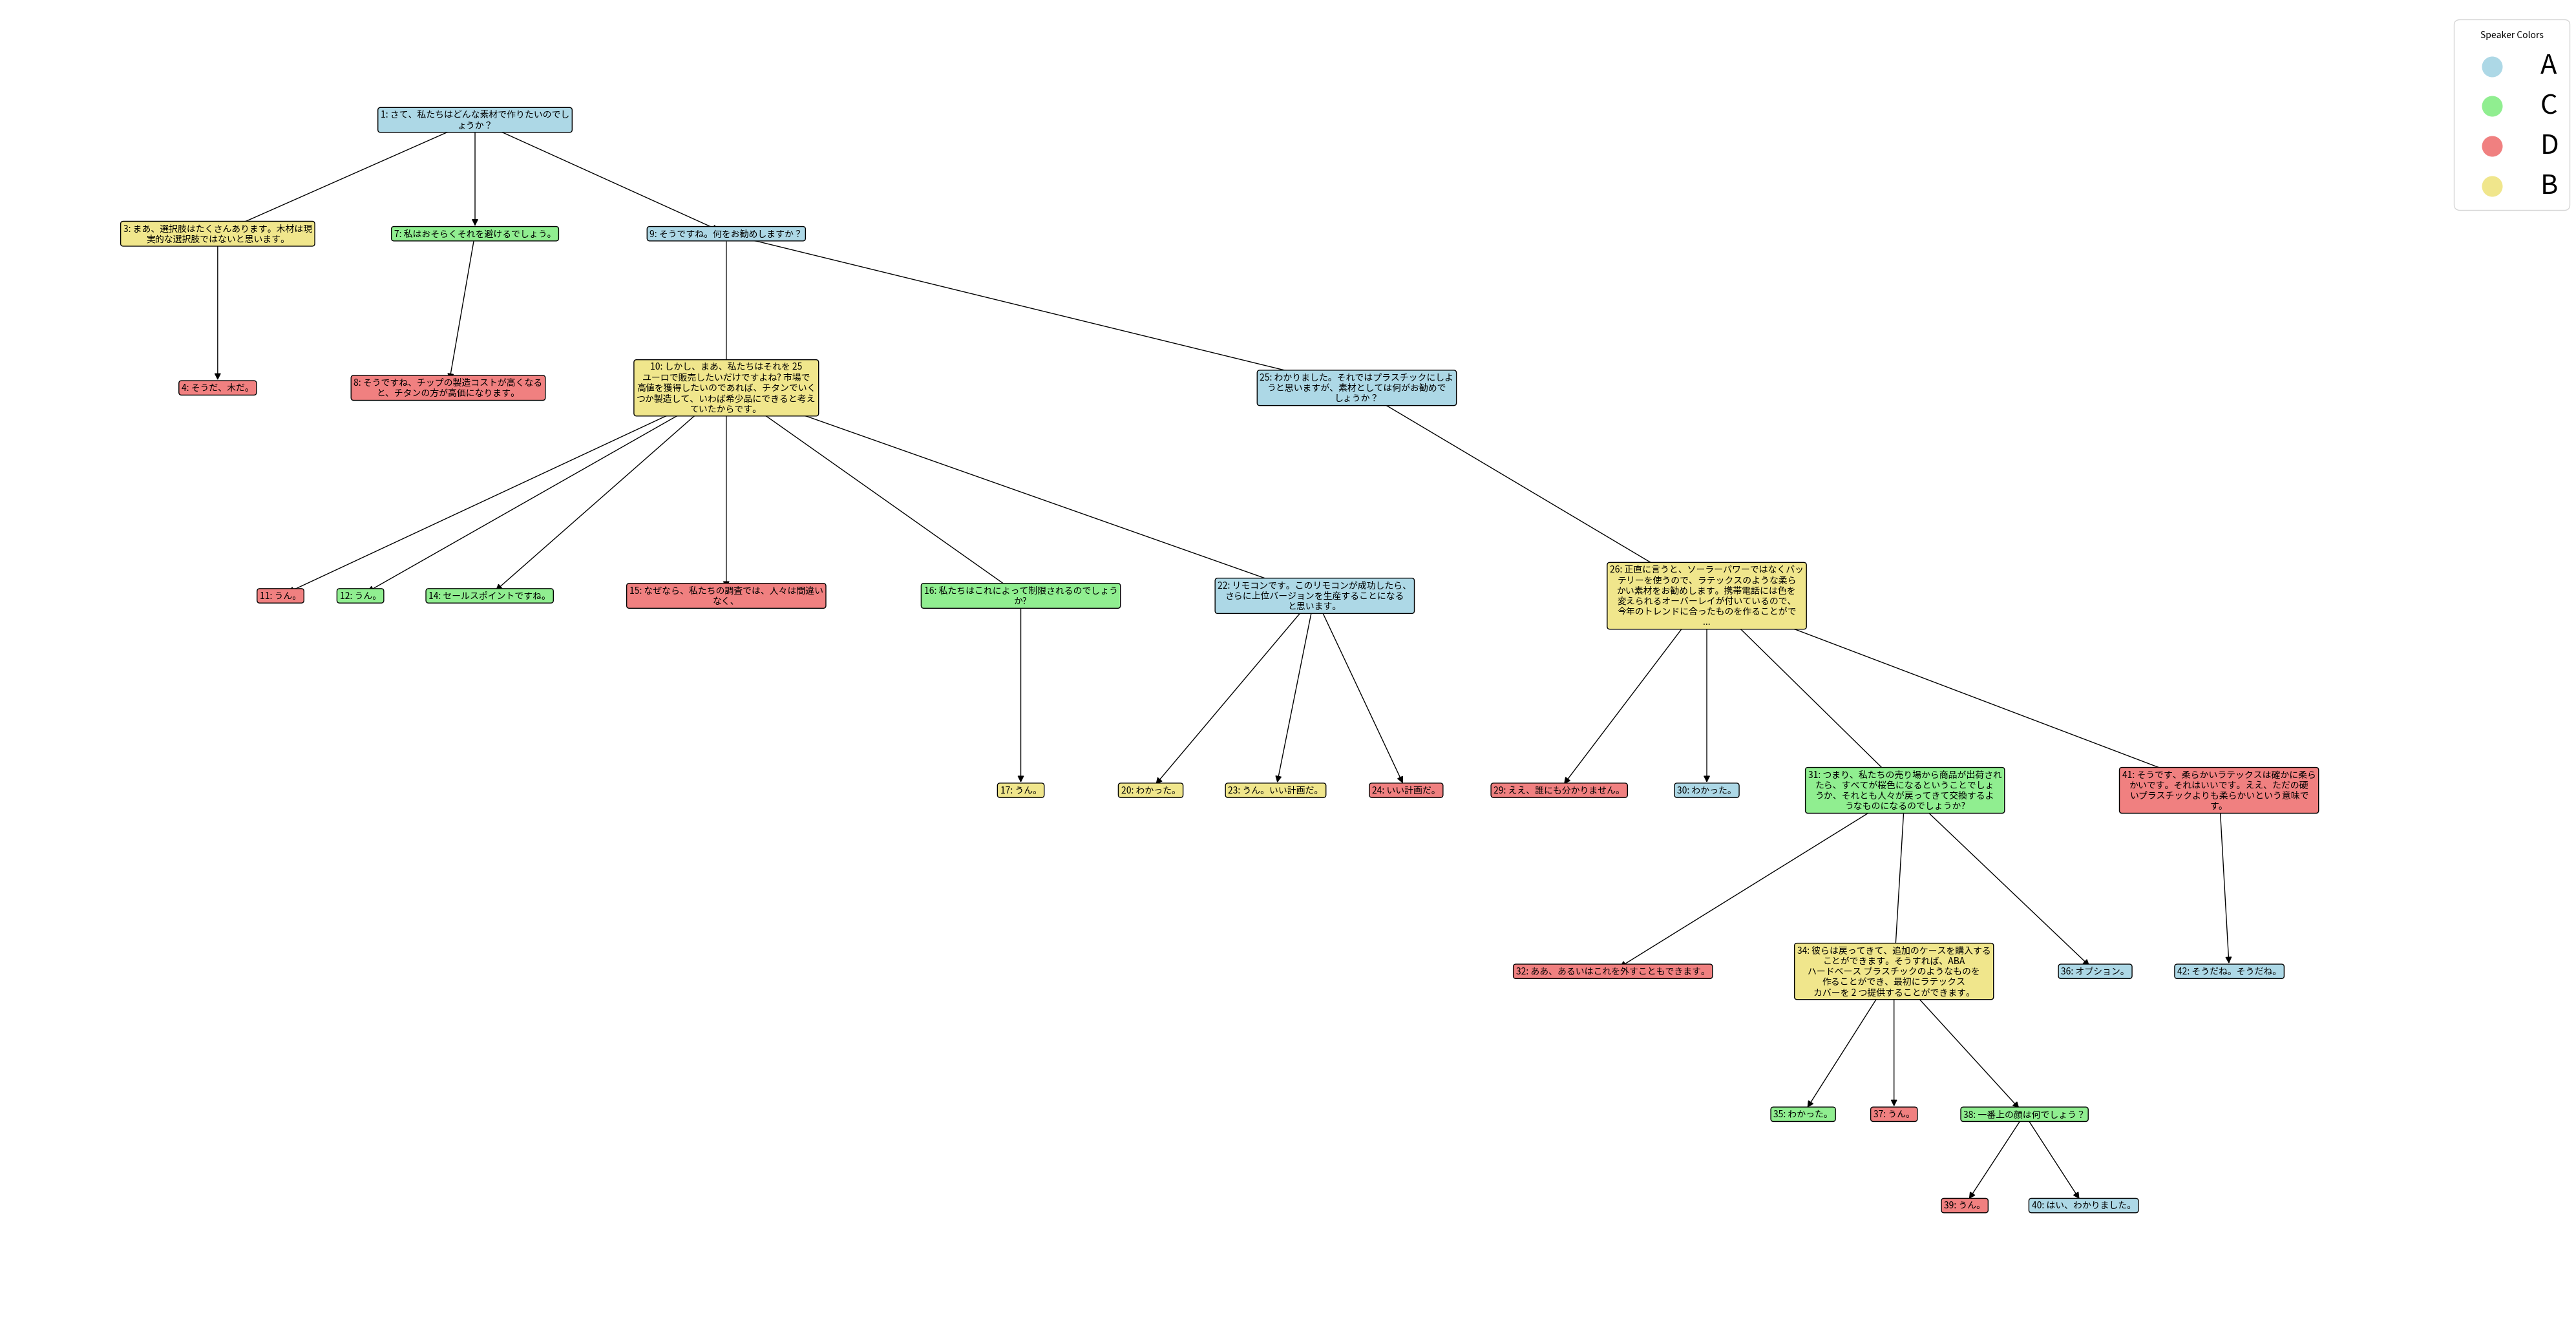 Speaker Colors
A
C
D
B
1: さて、私たちはどんな素材で作りたいのでし
ょうか？
3: まあ、選択肢はたくさんあります。木材は現
実的な選択肢ではないと思います。
7: 私はおそらくそれを避けるでしょう。
9: そうですね。何をお勧めしますか？
4: そうだ、木だ。
8: そうですね、チップの製造コストが高くなる
と、チタンの方が高価になります。
10: しかし、まあ、私たちはそれを 25
ユーロで販売したいだけですよね? 市場で
高値を獲得したいのであれば、チタンでいく
つか製造して、いわば希少品にできると考え
ていたからです。
25: わかりました。それではプラスチックにしよ
うと思いますが、素材としては何がお勧めで
しょうか？
11: うん。
12: うん。
14: セールスポイントですね。
15: なぜなら、私たちの調査では、人々は間違い
なく、
16: 私たちはこれによって制限されるのでしょう
か?
22: リモコンです。このリモコンが成功したら、
さらに上位バージョンを生産することになる
と思います。
26: 正直に言うと、ソーラーパワーではなくバッ
テリーを使うので、ラテックスのような柔ら
かい素材をお勧めします。携帯電話には色を
変えられるオーバーレイが付いているので、
今年のトレンドに合ったものを作ることがで
...
17: うん。
20: わかった。
23: うん。いい計画だ。
24: いい計画だ。
29: ええ、誰にも分かりません。
30: わかった。
31: つまり、私たちの売り場から商品が出荷され
たら、すべてが桜色になるということでしょ
うか、それとも人々が戻ってきて交換するよ
うなものになるのでしょうか?
41: そうです、柔らかいラテックスは確かに柔ら
かいです。それはいいです。ええ、ただの硬
いプラスチックよりも柔らかいという意味で
す。
32: ああ、あるいはこれを外すこともできます。
34: 彼らは戻ってきて、追加のケースを購入する
ことができます。そうすれば、ABA
ハードベース プラスチックのようなものを
作ることができ、最初にラテックス
カバーを 2 つ提供することができます。
36: オプション。
42: そうだね。そうだね。
35: わかった。
37: うん。
38: 一番上の顔は何でしょう？
39: うん。
40: はい、わかりました。